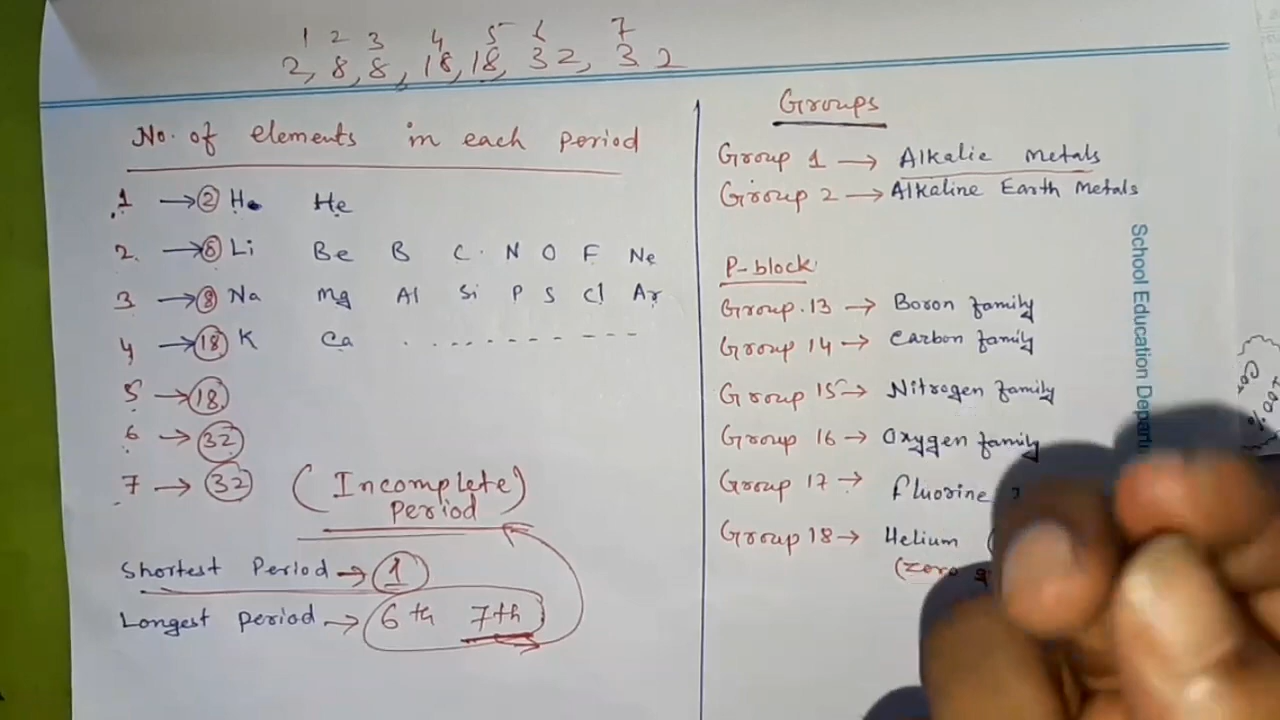 1 2 3 4 5 6 7
2, 8, 8, 18, 18, 32, 32
No. of elements in each period
1 → 2 He He
2 → 8 Li Be B C N O F Ne
3 → 8 Na Mg Al Si P S Cl Ar
4 → 18 K Ca . - - - - - - - - -
5 → 18
6 → 32
7 → 32 (Incomplete)
Period
Shortest Period → 1
Longest period → 6th 7th
Groups
Group 1 → Alkalie Metals
Group 2 → Alkaline Earth Metals
P-block
Group.13 → Boron family
Group 14 → Carbon family
Group 15 → Nitrogen family
Group 16 → Oxygen family
Group 17 → Fluorine
Group 18 → Helium (
(Zero
School Education